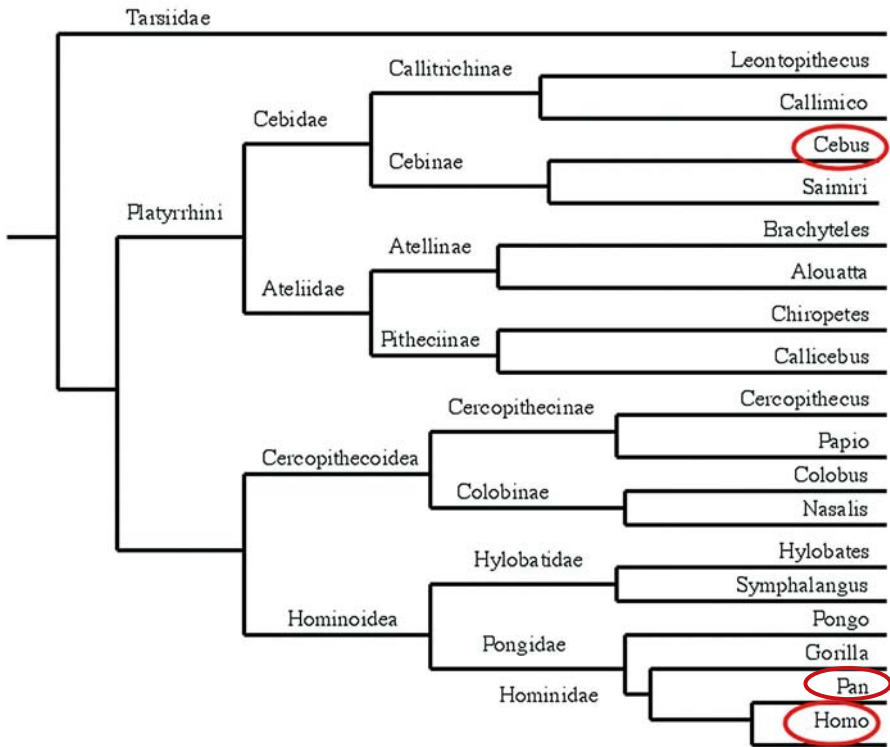 Tarsiidae
Leontopithecus
Callitrichinae
Callimico
Cebidae
Cebus
Cebinae
Saimiri
Platyrrhini
Brachyteles
Atellinae
Alouatta
Ateliidae
Chiropetes
Pitheciinae
Callicebus
Cercopithecus
Cercopithecinae
Papio
Cercopithecoidea
Colobus
Colobinae
Nasalis
Hylobates
Hylobatidae
Symphalangus
Hominoidea
Pongo
Pongidae
Gorilla
Pan
Hominidae
Homo